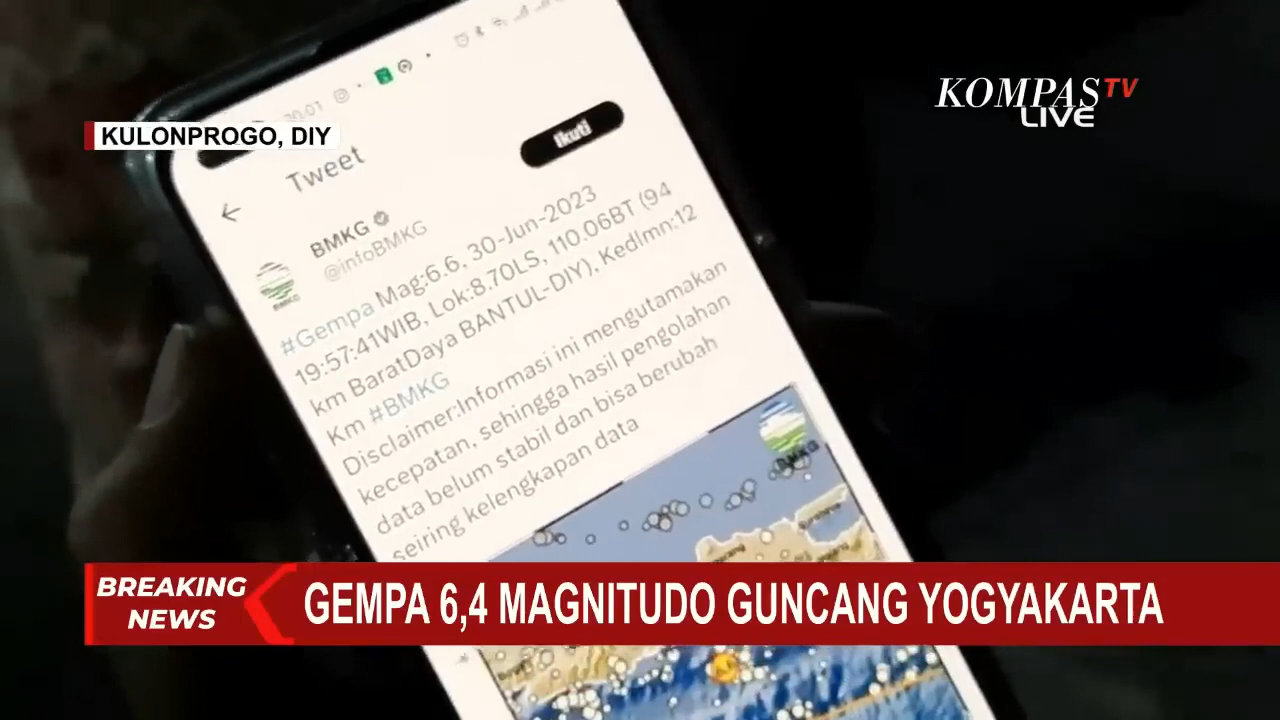 KOMPAS TV
LIVE
KULONPROGO, DIY
20:01
Tweet
Ikuti
BMKG
@infoBMKG
#Gempa Mag:6.6, 30-Jun-2023
19:57:41WIB, Lok:8.70LS, 110.06BT (94
km BaratDaya BANTUL-DIY), Kedlmn:12
Km #BMKG
Disclaimer:Informasi ini mengutamakan
kecepatan, sehingga hasil pengolahan
data belum stabil dan bisa berubah
seiring kelengkapan data
BMKG
BREAKING
NEWS
GEMPA 6,4 MAGNITUDO GUNCANG YOGYAKARTA